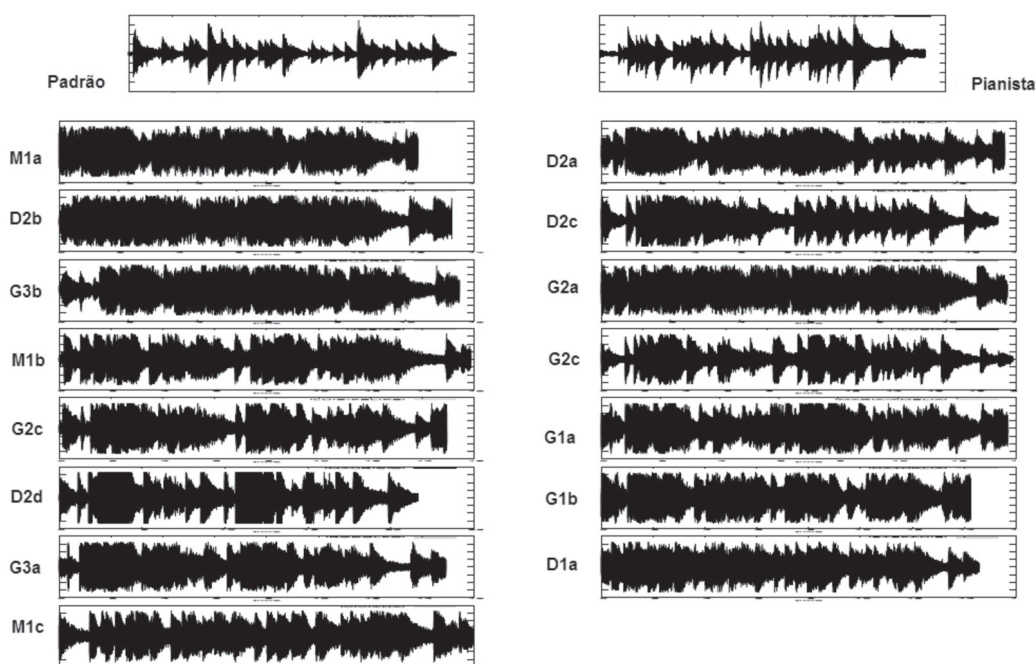 Padrão
Pianista
M1a
D2b
G3b
M1b
G2c
D2d
G3a
M1c
D2a
D2c
G2a
G2c
G1a
G1b
D1a